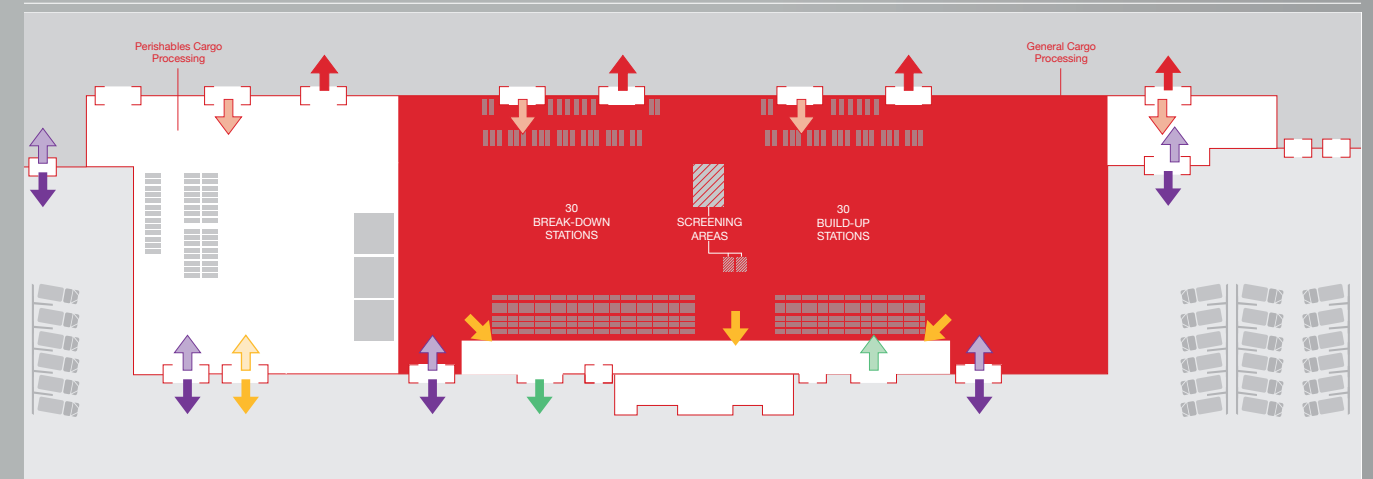 Perishables Cargo
Processing
General Cargo
Processing
30
BREAK-DOWN
STATIONS
SCREENING
AREAS
30
BUILD-UP
STATIONS